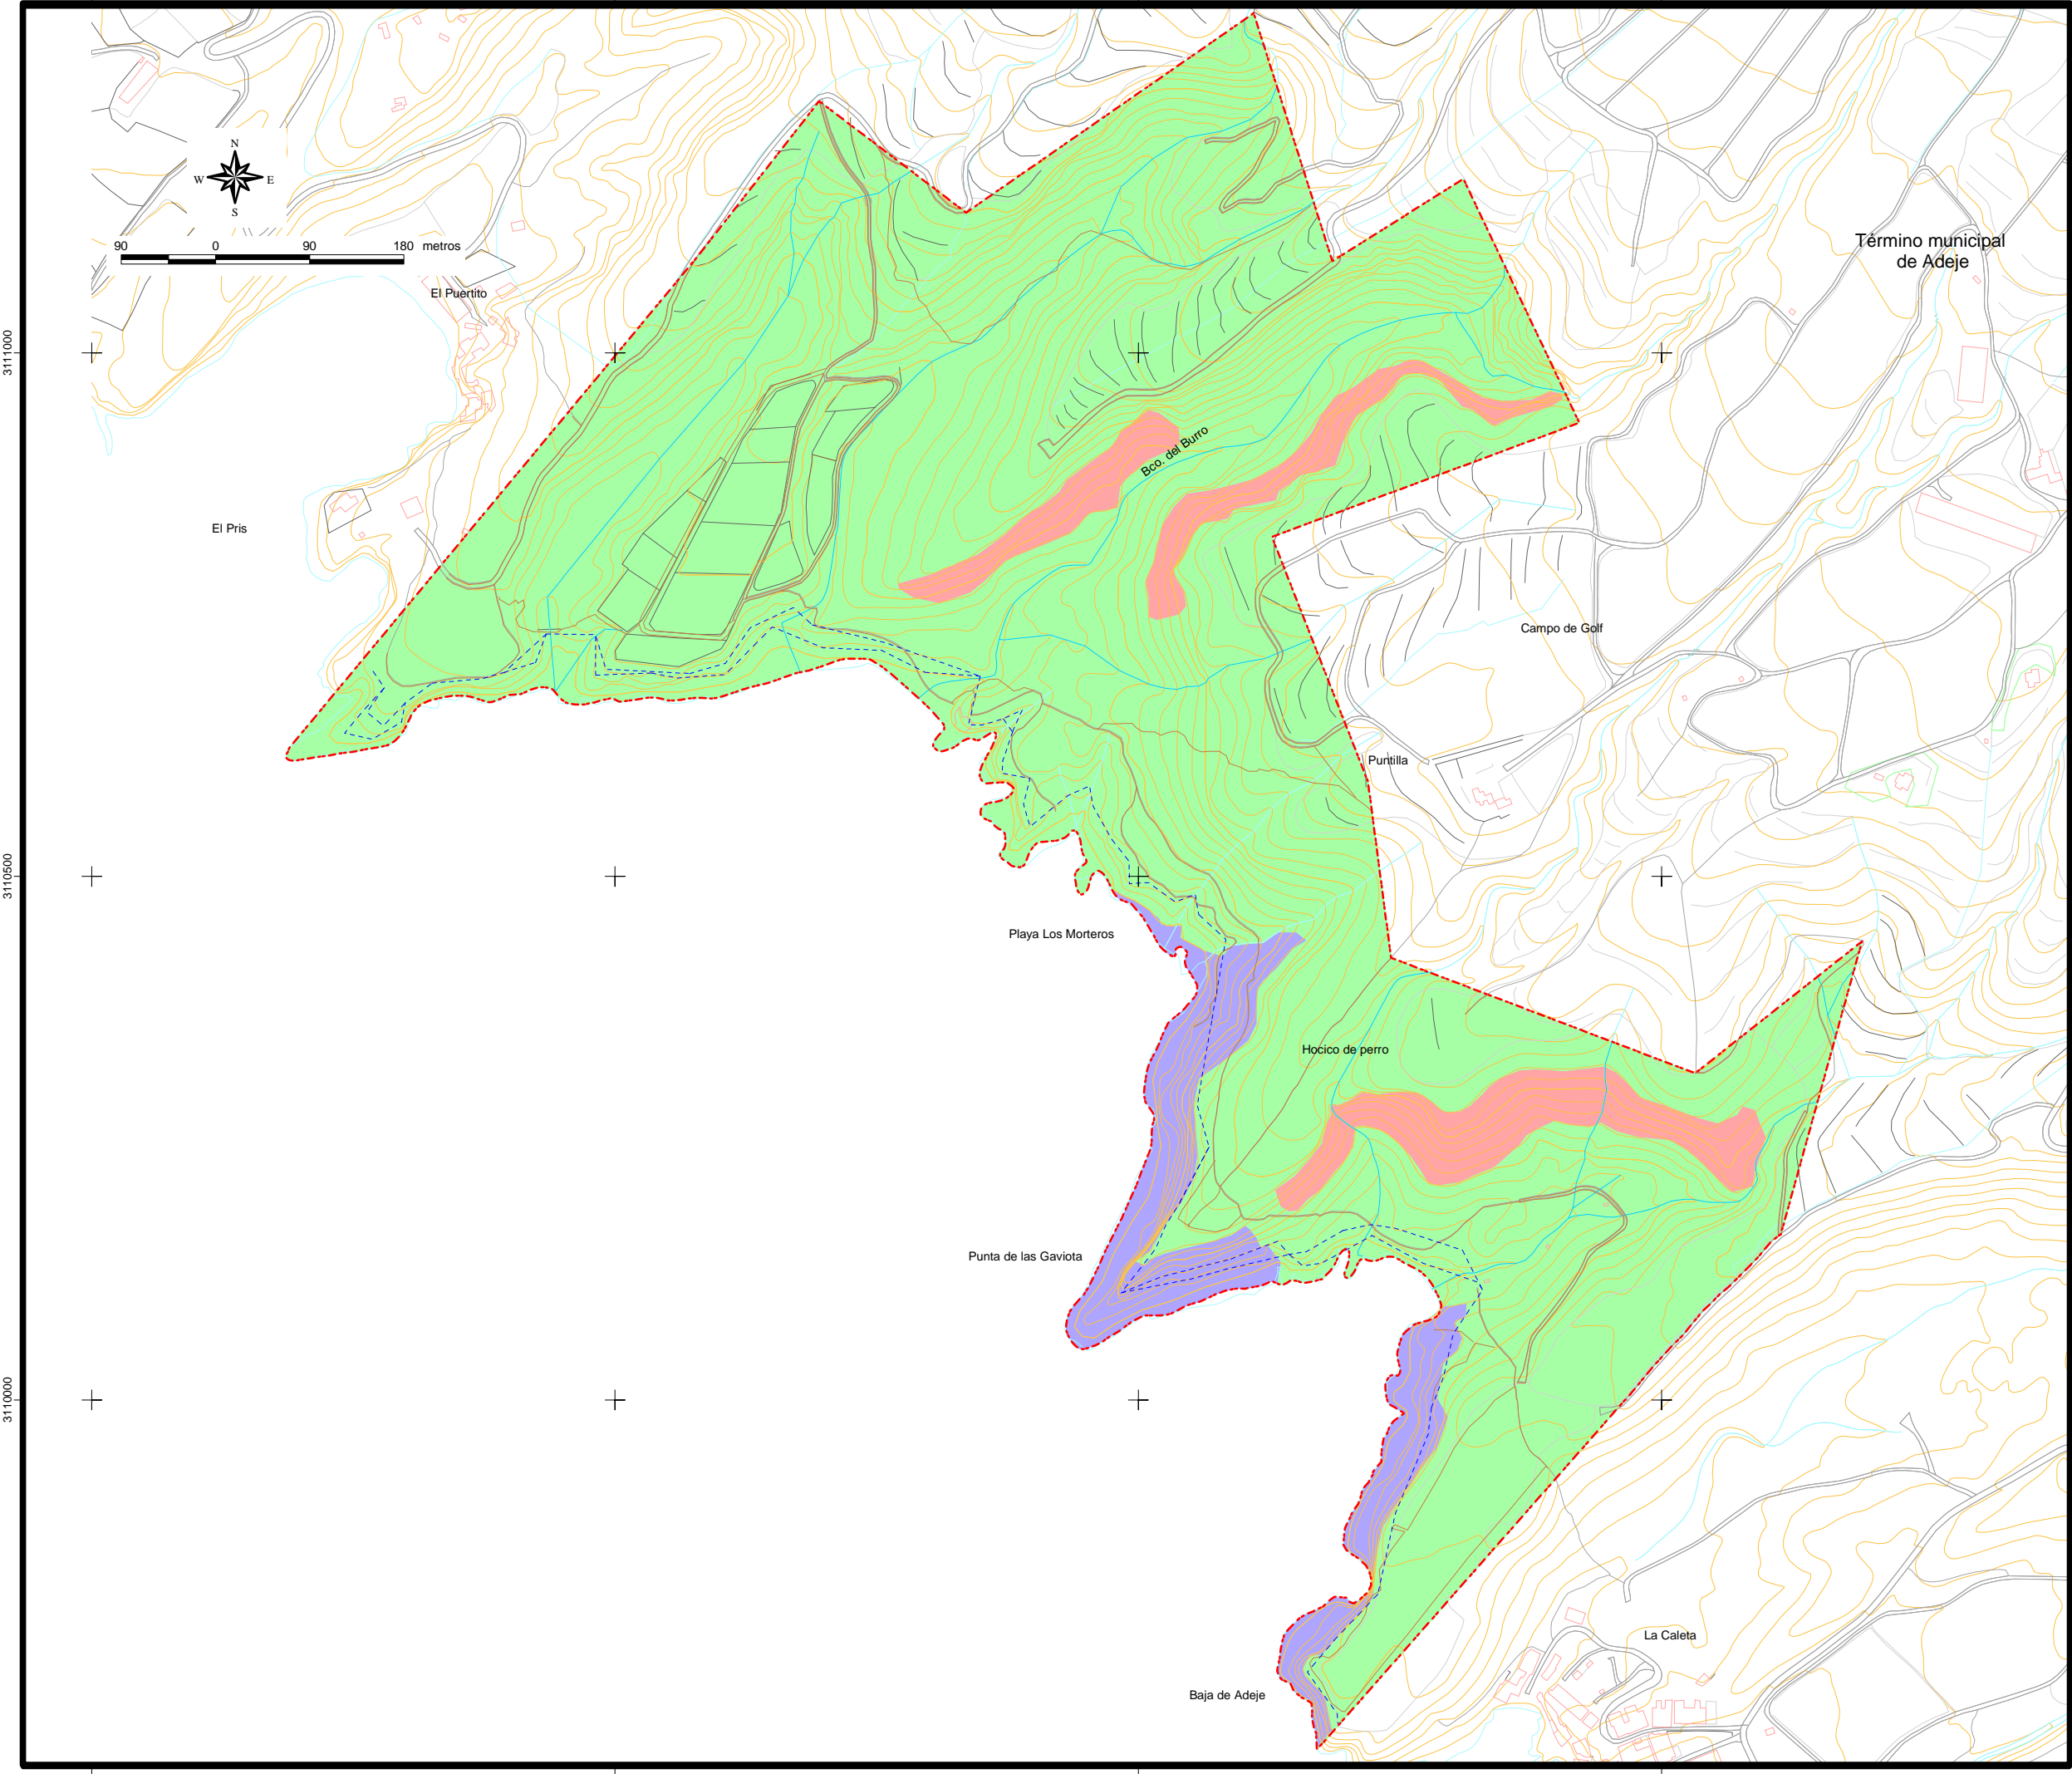 N
W E
S
90 0 90 180 metros
Término municipal
de Adeje
El Puertito
3111000
Bco. del Burro
El Pris
Campo de Golf
Puntilla
3110500
Playa Los Morteros
Hocico de perro
Punta de las Gaviota
3110000
La Caleta
Baja de Adeje